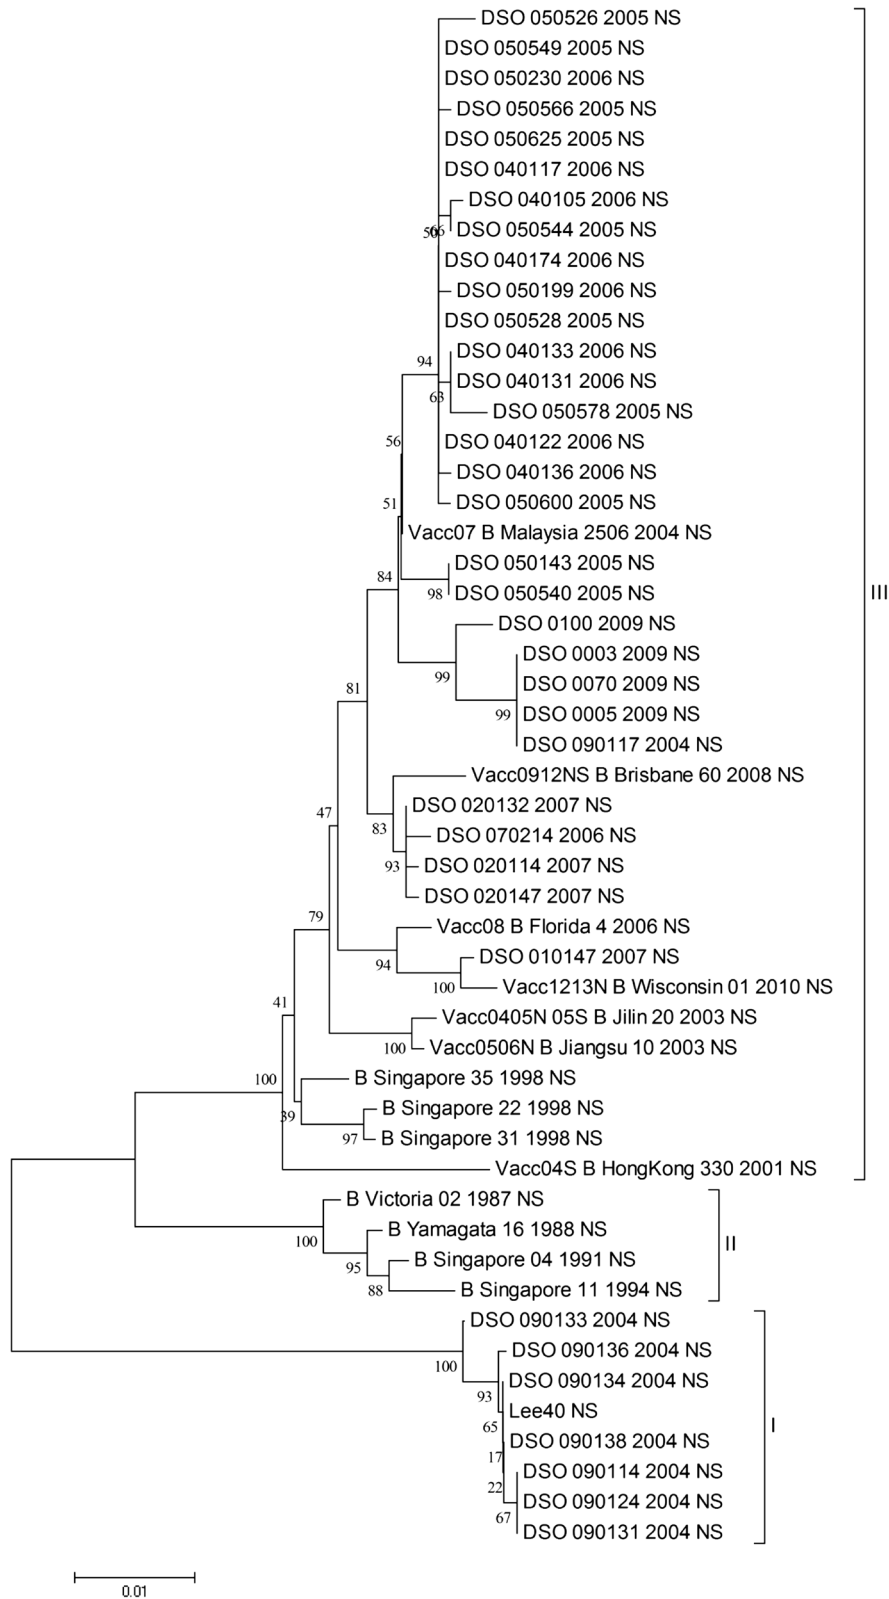 DSO 050526 2005 NS
DSO 050549 2005 NS
DSO 050230 2006 NS
DSO 050566 2005 NS
DSO 050625 2005 NS
DSO 040117 2006 NS
DSO 040105 2006 NS
66
DSO 050544 2005 NS
DSO 040174 2006 NS
DSO 050199 2006 NS
DSO 050528 2005 NS
DSO 040133 2006 NS
94
DSO 040131 2006 NS
63
DSO 050578 2005 NS
56
DSO 040122 2006 NS
DSO 040136 2006 NS
51
DSO 050600 2005 NS
Vacc07 B Malaysia 2506 2004 NS
DSO 050143 2005 NS
84
98
DSO 050540 2005 NS
III
DSO 0100 2009 NS
DSO 0003 2009 NS
99
DSO 0070 2009 NS
81
99
DSO 0005 2009 NS
DSO 090117 2004 NS
Vacc0912NS B Brisbane 60 2008 NS
DSO 020132 2007 NS
47
83
DSO 070214 2006 NS
93
DSO 020114 2007 NS
DSO 020147 2007 NS
79
Vacc08 B Florida 4 2006 NS
94
DSO 010147 2007 NS
100
Vacc1213N B Wisconsin 01 2010 NS
41
Vacc0405N 05S B Jilin 20 2003 NS
100
Vacc0506N B Jiangsu 10 2003 NS
100
B Singapore 35 1998 NS
39
B Singapore 22 1998 NS
97
B Singapore 31 1998 NS
Vacc04S B HongKong 330 2001 NS
B Victoria 02 1987 NS
100
B Yamagata 16 1988 NS
II
95
B Singapore 04 1991 NS
88
B Singapore 11 1994 NS
DSO 090133 2004 NS
100
DSO 090136 2004 NS
93
DSO 090134 2004 NS
65
Lee40 NS
I
17
DSO 090138 2004 NS
22
DSO 090114 2004 NS
67
DSO 090124 2004 NS
DSO 090131 2004 NS
0.01